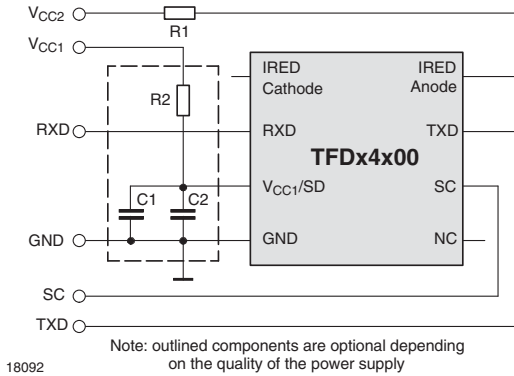 VCC2
R1
VCC1
IRED Cathode
IRED Anode
R2
RXD
RXD
TXD
TFDx4x00
C1
C2
VCC1/SD
SC
GND
GND
NC
SC
TXD
Note: outlined components are optional depending
on the quality of the power supply
18092